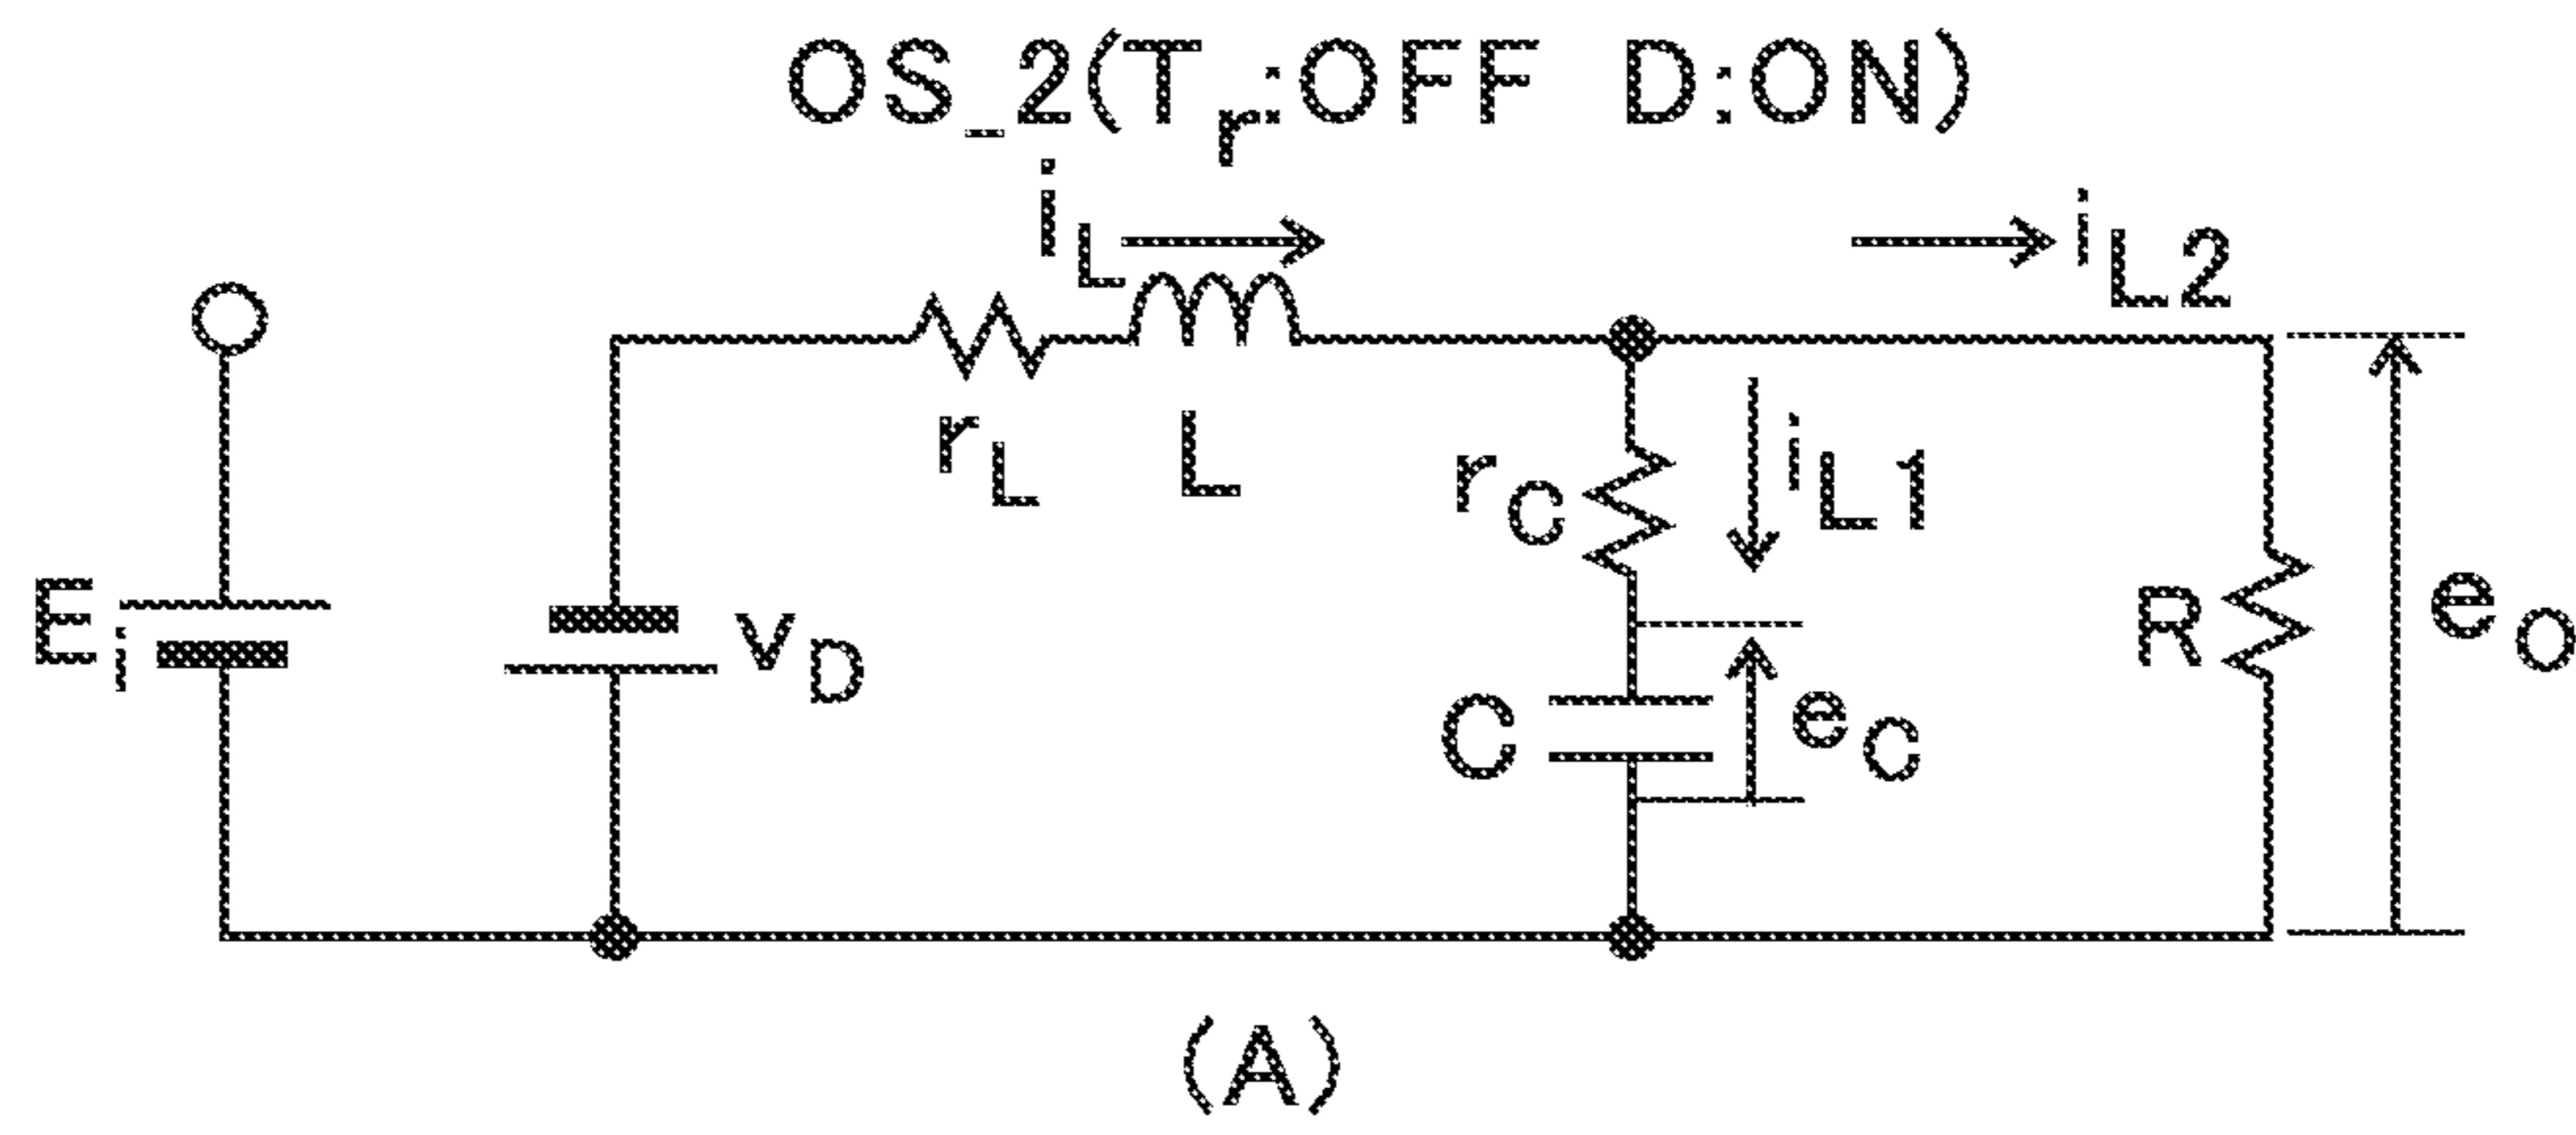 OS_2(Tr:OFF D:ON)
iL
iL2
rL
L
rC
iL1
Ei
vD
C
eC
R
eO
(A)